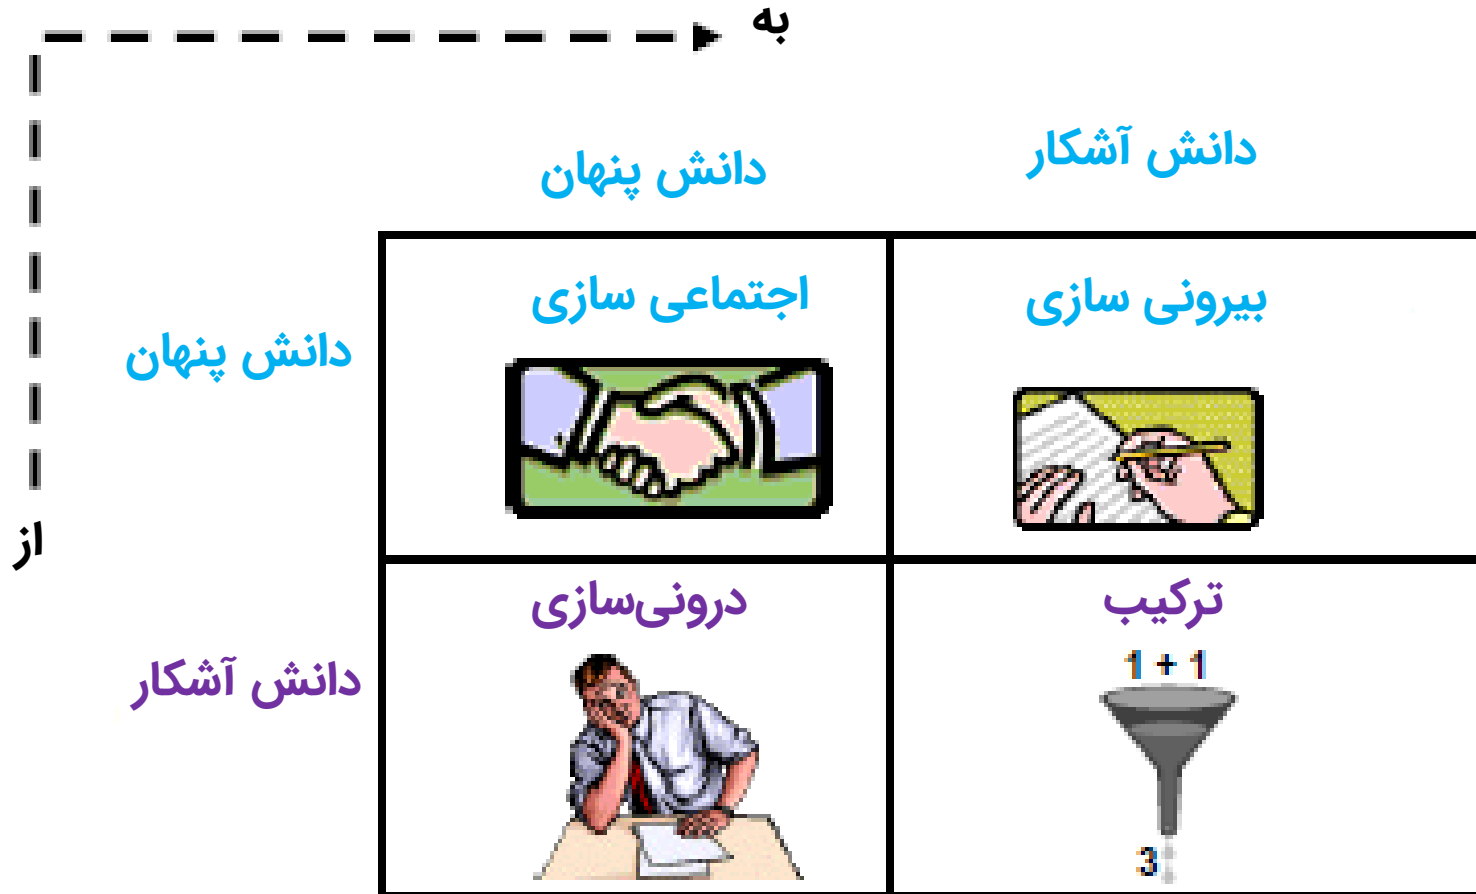 به
دانش آشکار
دانش پنهان
بیرونی سازی
اجتماعی سازی
دانش پنهان
از
ترکیب
درونی‌سازی
1 + 1
دانش آشکار
3